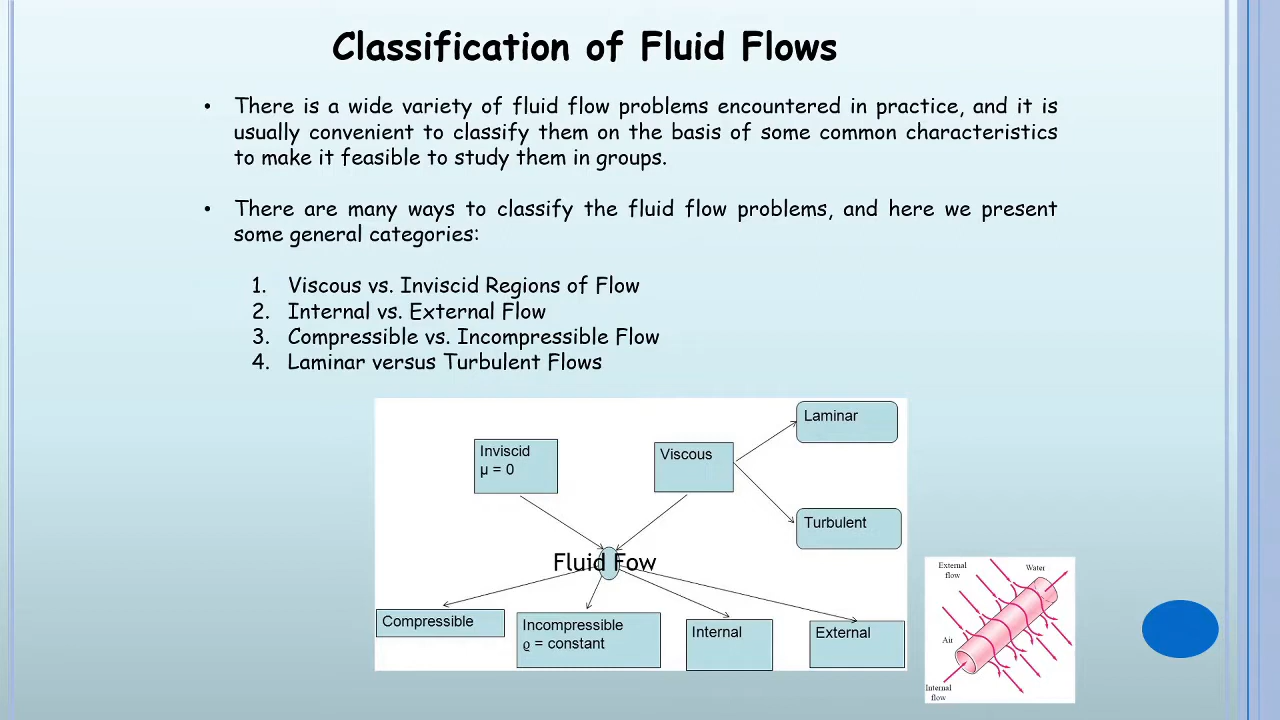 Classification of Fluid Flows
• There is a wide variety of fluid flow problems encountered in practice, and it is
usually convenient to classify them on the basis of some common characteristics
to make it feasible to study them in groups.
• There are many ways to classify the fluid flow problems, and here we present
some general categories:
1. Viscous vs. Inviscid Regions of Flow
2. Internal vs. External Flow
3. Compressible vs. Incompressible Flow
4. Laminar versus Turbulent Flows
Laminar
Inviscid
μ = 0
Viscous
Turbulent
Fluid Fow
Compressible
Incompressible
ϱ = constant
Internal
External
External
flow
Water
Air
Internal
flow